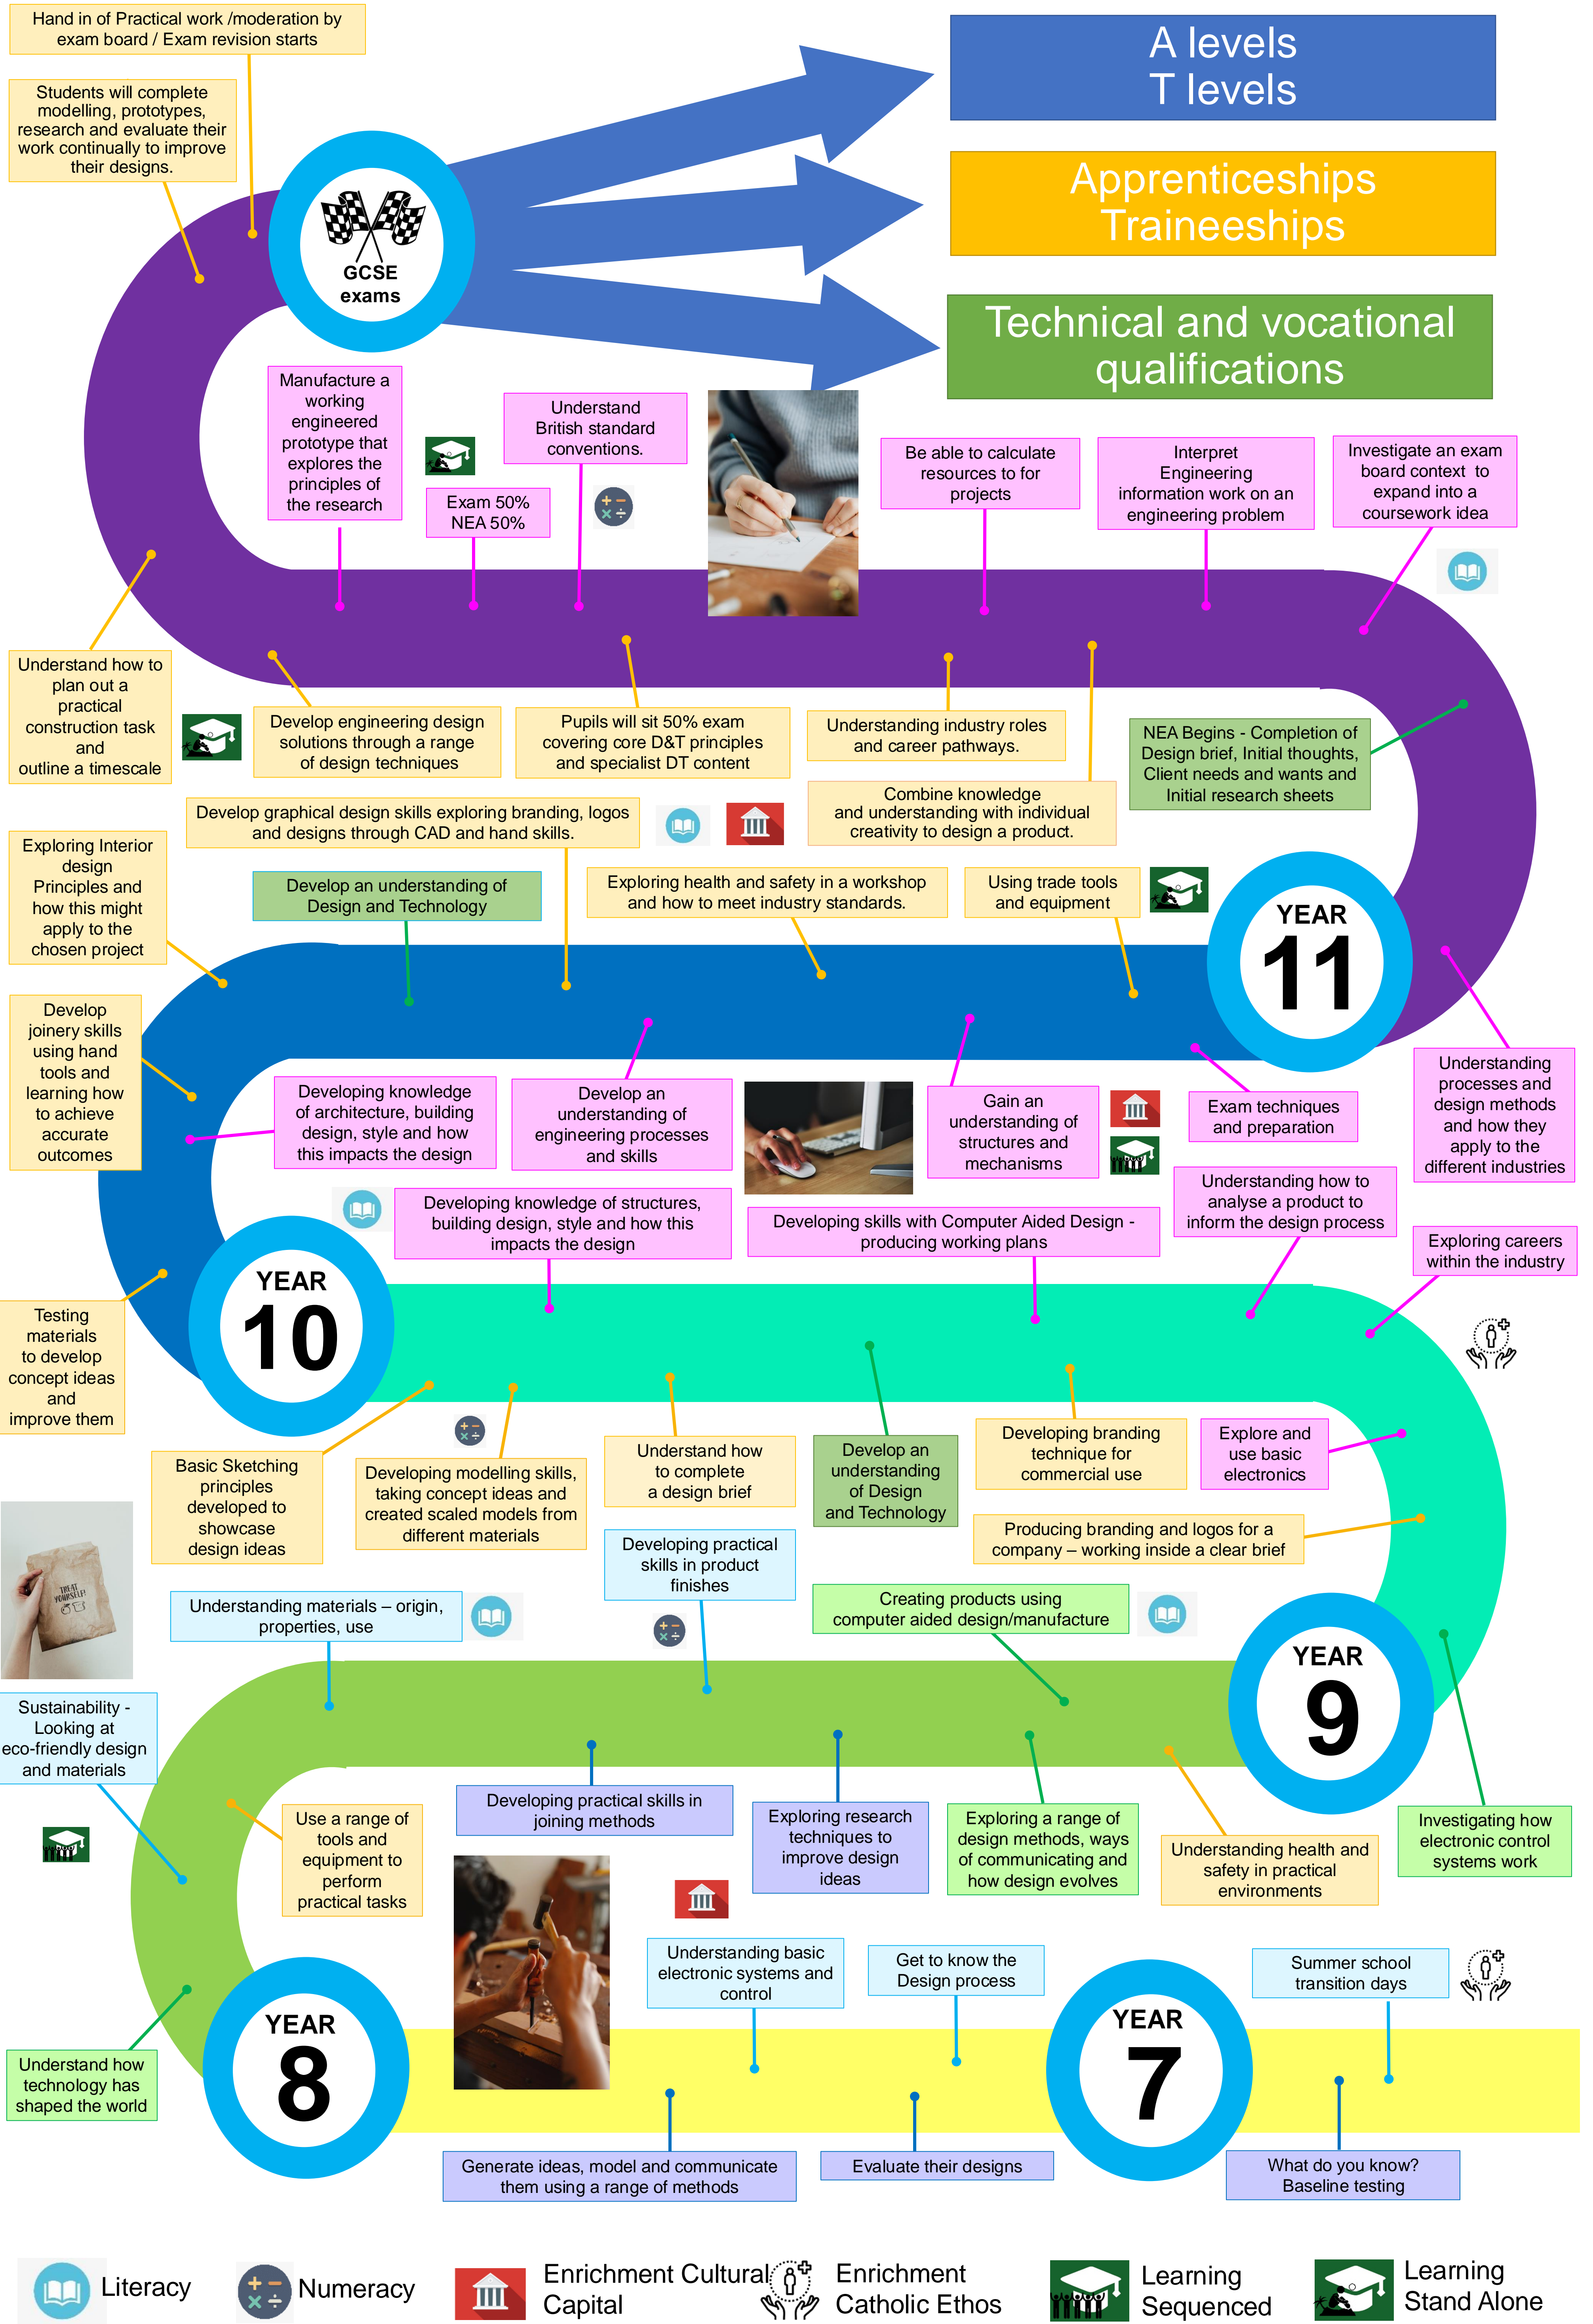 Hand in of Practical work /moderation by
exam board / Exam revision starts
Students will complete
modelling, prototypes,
research and evaluate their
work continually to improve
their designs.
GCSE
exams
A levels
T levels
Apprenticeships
Traineeships
Technical and vocational
qualifications
Manufacture a
working
engineered
prototype that
explores the
principles of
the research
Exam 50%
NEA 50%
Understand
British standard
conventions.
Be able to calculate
resources to for
projects
Interpret
Engineering
information work on an
engineering problem
Investigate an exam
board context to
expand into a
coursework idea
Understand how to
plan out a
practical
construction task
and
outline a timescale
Develop engineering design
solutions through a range
of design techniques
Pupils will sit 50% exam
covering core D&T principles
and specialist DT content
Understanding industry roles
and career pathways.
NEA Begins - Completion of
Design brief, Initial thoughts,
Client needs and wants and
Initial research sheets
Develop graphical design skills exploring branding, logos
and designs through CAD and hand skills.
Combine knowledge
and understanding with individual
creativity to design a product.
Exploring Interior
design
Principles and
how this might
apply to the
chosen project
Develop an understanding of
Design and Technology
Exploring health and safety in a workshop
and how to meet industry standards.
Using trade tools
and equipment
YEAR
11
Develop
joinery skills
using hand
tools and
learning how
to achieve
accurate
outcomes
Developing knowledge
of architecture, building
design, style and how
this impacts the design
Develop an
understanding of
engineering processes
and skills
Gain an
understanding of
structures and
mechanisms
Exam techniques
and preparation
Understanding
processes and
design methods
and how they
apply to the
different industries
Developing knowledge of structures,
building design, style and how this
impacts the design
Developing skills with Computer Aided Design -
producing working plans
Understanding how to
analyse a product to
inform the design process
Exploring careers
within the industry
YEAR
10
Testing
materials
to develop
concept ideas
and
improve them
Basic Sketching
principles
developed to
showcase
design ideas
Developing modelling skills,
taking concept ideas and
created scaled models from
different materials
Understand how
to complete
a design brief
Develop an
understanding
of Design
and Technology
Developing branding
technique for
commercial use
Explore and
use basic
electronics
Producing branding and logos for a
company – working inside a clear brief
TREAT
YOURSELF!
Developing practical
skills in product
finishes
Understanding materials – origin,
properties, use
Creating products using
computer aided design/manufacture
YEAR
9
Sustainability -
Looking at
eco-friendly design
and materials
Use a range of
tools and
equipment to
perform
practical tasks
Developing practical skills in
joining methods
Exploring research
techniques to
improve design
ideas
Exploring a range of
design methods, ways
of communicating and
how design evolves
Understanding health and
safety in practical
environments
Investigating how
electronic control
systems work
Understanding basic
electronic systems and
control
Get to know the
Design process
Summer school
transition days
YEAR
8
YEAR
7
Understand how
technology has
shaped the world
Generate ideas, model and communicate
them using a range of methods
Evaluate their designs
What do you know?
Baseline testing
Literacy
Numeracy
Enrichment Cultural
Capital
Enrichment
Catholic Ethos
Learning
Sequenced
Learning
Stand Alone